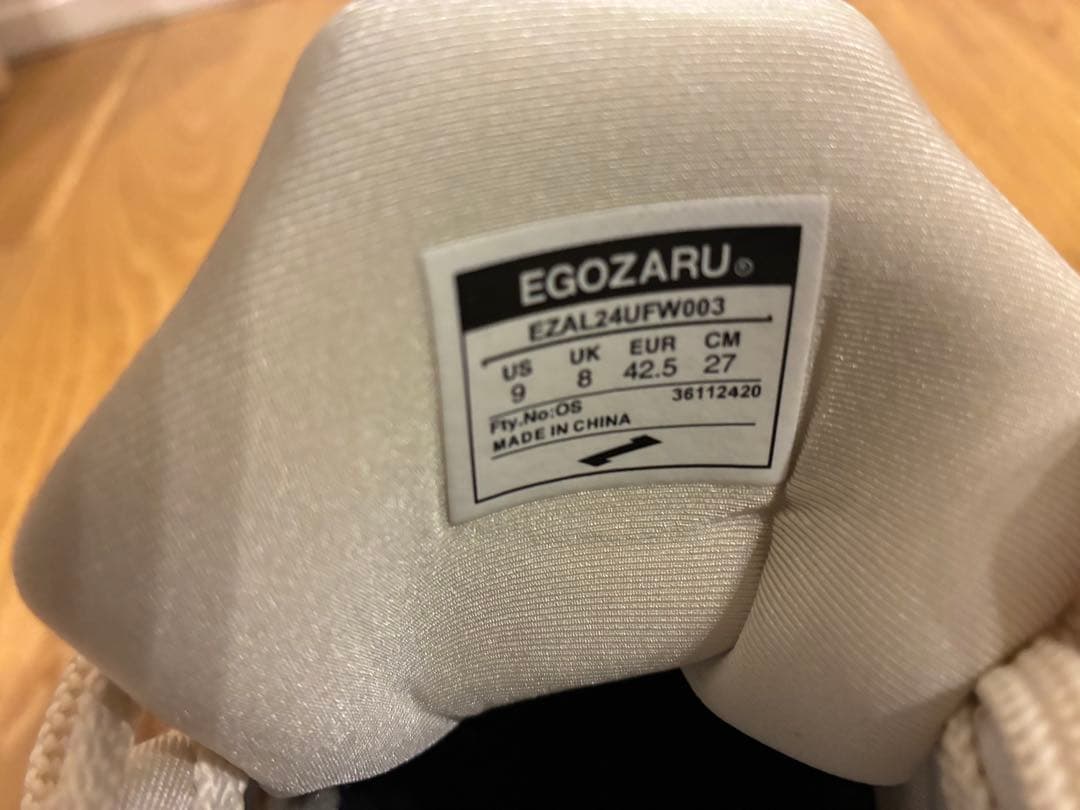 EGOZARU®
EZAL24UFW003
US UK EUR CM
9 8 42.5 27
Fty.No:OS 36112420
MADE IN CHINA